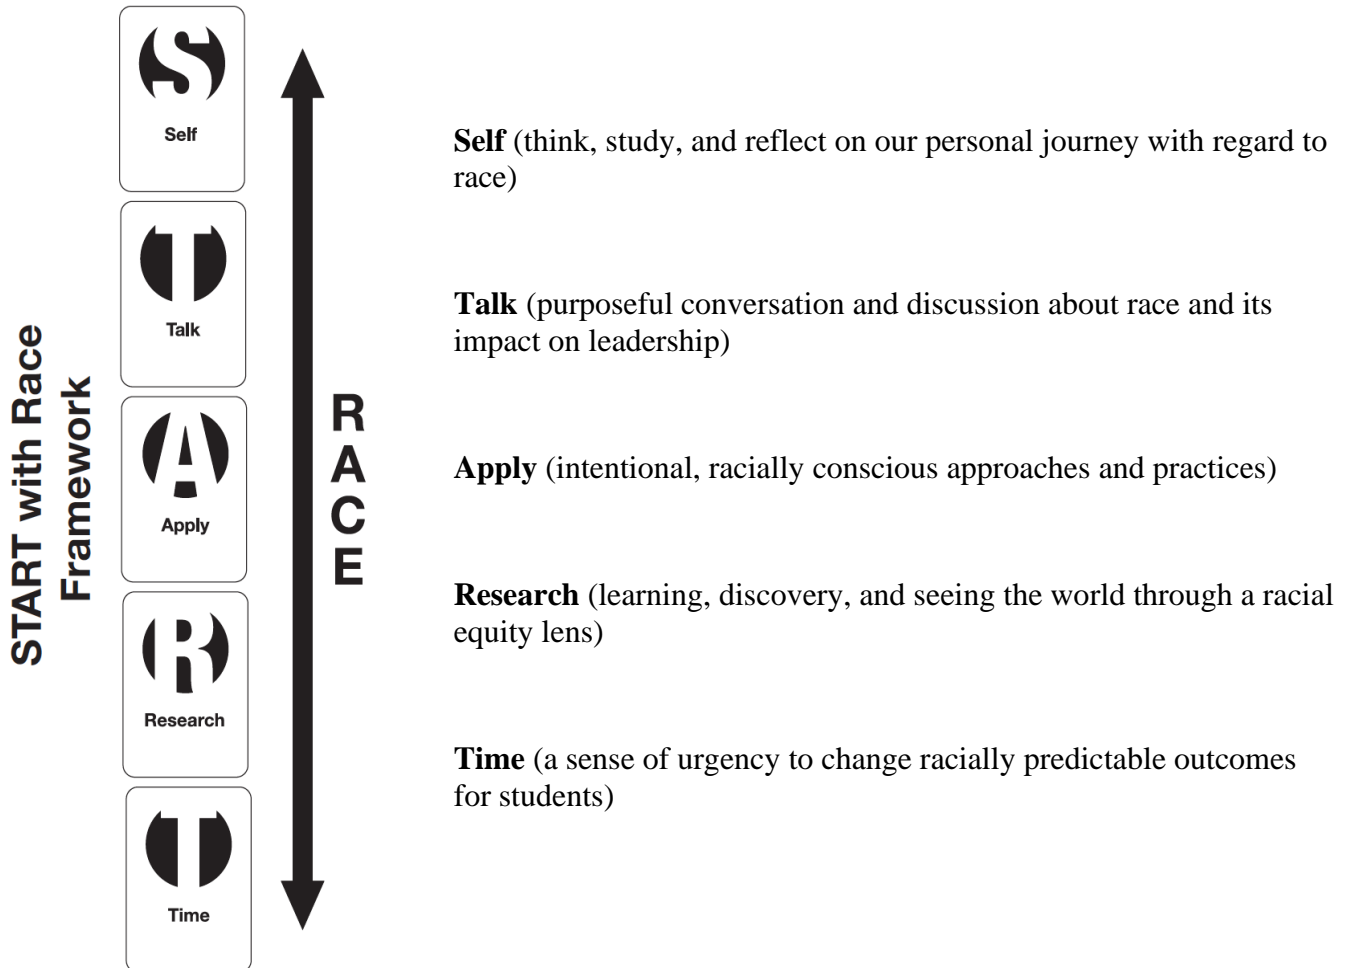 START with Race
Framework
S
Self
T
Talk
A
Apply
R
Research
T
Time
R
A
C
E
Self (think, study, and reflect on our personal journey with regard to
race)
Talk (purposeful conversation and discussion about race and its
impact on leadership)
Apply (intentional, racially conscious approaches and practices)
Research (learning, discovery, and seeing the world through a racial
equity lens)
Time (a sense of urgency to change racially predictable outcomes
for students)